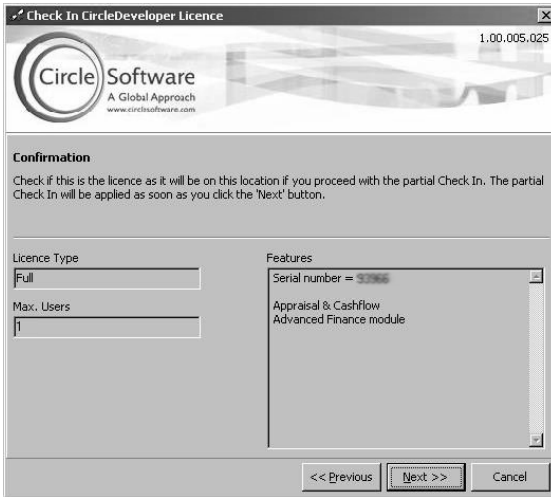 Check In CircleDeveloper Licence
1.00.005.025
Circle Software
A Global Approach
www.circlesoftware.com
Confirmation
Check if this is the licence as it will be on this location if you proceed with the partial Check In. The partial
Check In will be applied as soon as you click the 'Next' button.
Licence Type
Full
Max. Users
1
Features
Serial number =
Appraisal & Cashflow
Advanced Finance module
<< Previous
Next >>
Cancel